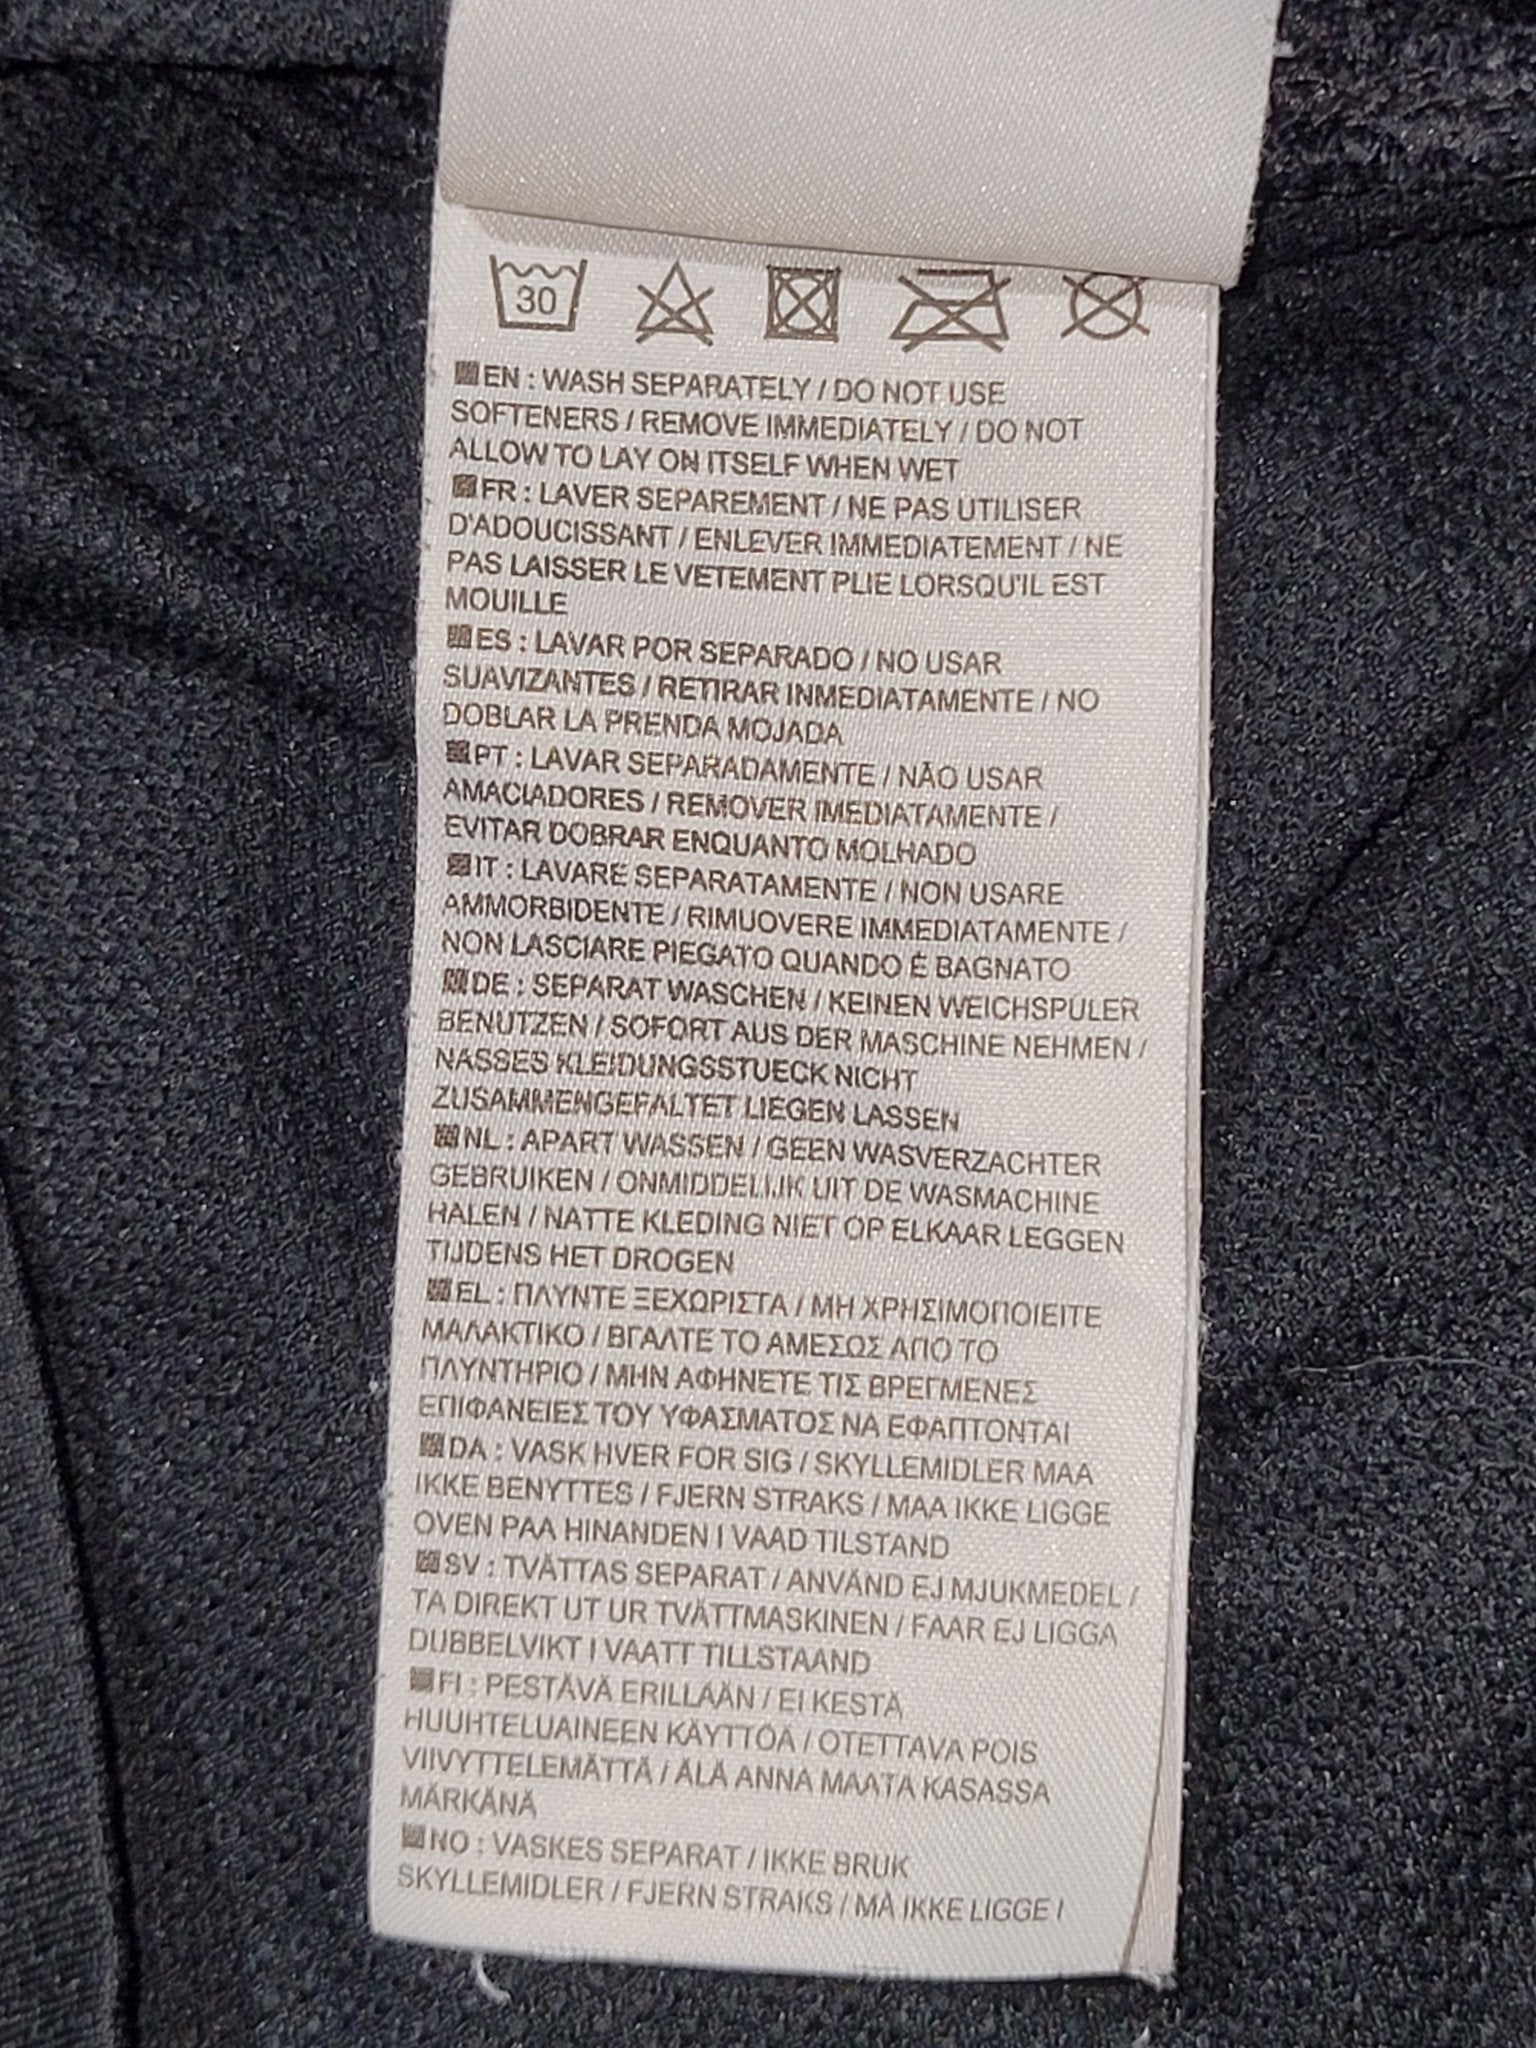 30
EN : WASH SEPARATELY / DO NOT USE
SOFTENERS / REMOVE IMMEDIATELY / DO NOT
ALLOW TO LAY ON ITSELF WHEN WET
FR : LAVER SEPAREMENT / NE PAS UTILISER
D'ADOUCISSANT / ENLEVER IMMEDIATEMENT / NE
PAS LAISSER LE VETEMENT PLIE LORSQU'IL EST
MOUILLE
ES : LAVAR POR SEPARADO / NO USAR
SUAVIZANTES / RETIRAR INMEDIATAMENTE / NO
DOBLAR LA PRENDA MOJADA
PT : LAVAR SEPARADAMENTE / NÃO USAR
AMACIADORES / REMOVER IMEDIATAMENTE /
EVITAR DOBRAR ENQUANTO MOLHADO
IT : LAVARE SEPARATAMENTE / NON USARE
AMMORBIDENTE / RIMUOVERE IMMEDIATAMENTE /
NON LASCIARE PIEGATO QUANDO È BAGNATO
DE : SEPARAT WASCHEN / KEINEN WEICHSPULER
BENUTZEN / SOFORT AUS DER MASCHINE NEHMEN /
NASSES KLEIDUNGSSTUECK NICHT
ZUSAMMENGEFALTET LIEGEN LASSEN
NL : APART WASSEN / GEEN WASVERZACHTER
GEBRUIKEN / ONMIDDELIJK UIT DE WASMACHINE
HALEN / NATTE KLEDING NIET OP ELKAAR LEGGEN
TIJDENS HET DROGEN
EL : ΠΛΥΝΤΕ ΞΕΧΩΡΙΣΤΑ / ΜΗ ΧΡΗΣΙΜΟΠΟΙΕΙΤΕ
ΜΑΛΑΚΤΙΚΟ / ΒΓΑΛΤΕ ΤΟ ΑΜΕΣΩΣ ΑΠΟ ΤΟ
ΠΛΥΝΤΗΡΙΟ / ΜΗΝ ΑΦΗΝΕΤΕ ΤΙΣ ΒΡΕΓΜΕΝΕΣ
ΕΠΙΦΑΝΕΙΕΣ ΤΟΥ ΥΦΑΣΜΑΤΟΣ ΝΑ ΕΦΑΠΤΟΝΤΑΙ
DA : VASK HVER FOR SIG / SKYLLEMIDLER MAA
IKKE BENYTTES / FJERN STRAKS / MAA IKKE LIGGE
OVEN PAA HINANDEN I VAAD TILSTAND
SV : TVÄTTAS SEPARAT / ANVÄND EJ MJUKMEDEL /
TA DIREKT UT UR TVÄTTMASKINEN / FAAR EJ LIGGA
DUBBELVIKT I VAATT TILLSTAAND
FI : PESTÄVÄ ERILLÄÄN / EI KESTÄ
HUUHTELUAINEEN KÄYTTÖÄ / OTETTAVA POIS
VIIVYTTELEMÄTTÄ / ÄLÄ ANNA MAATA KASASSA
MÄRKÄNÄ
NO : VASKES SEPARAT / IKKE BRUK
SKYLLEMIDLER / FJERN STRAKS / MÅ IKKE LIGGE I